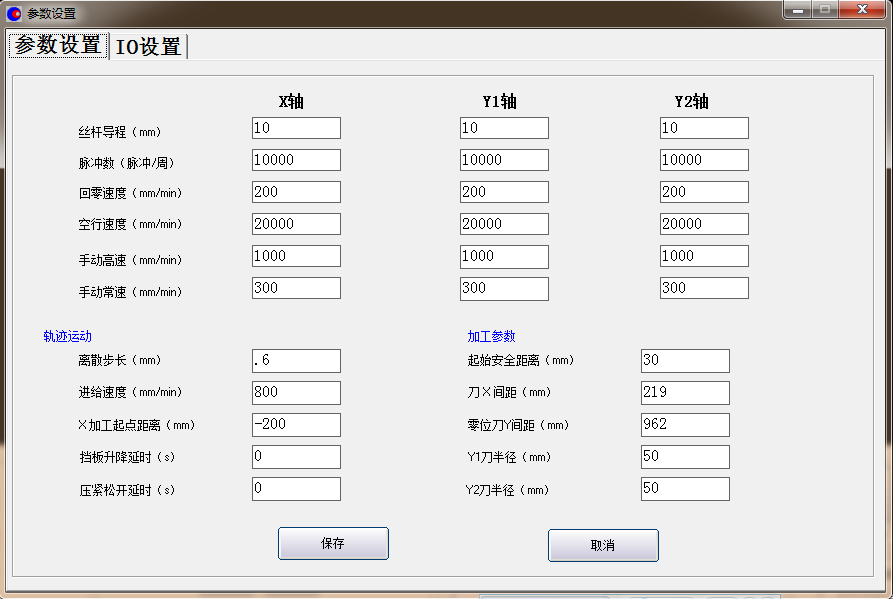 参数设置
参数设置 IO设置
X轴 Y1轴 Y2轴
丝杆导程（mm） 10 10 10
脉冲数（脉冲/周） 10000 10000 10000
回零速度（mm/min） 200 200 200
空行速度（mm/min） 20000 20000 20000
手动高速（mm/min） 1000 1000 1000
手动常速（mm/min） 300 300 300
轨迹运动 加工参数
离散步长（mm） .6 起始安全距离（mm） 30
进给速度（mm/min） 800 刀X间距（mm） 219
X加工起点距离（mm） -200 零位刀Y间距（mm） 962
挡板升降延时（s） 0 Y1刀半径（mm） 50
压紧松开延时（s） 0 Y2刀半径（mm） 50
保存 取消